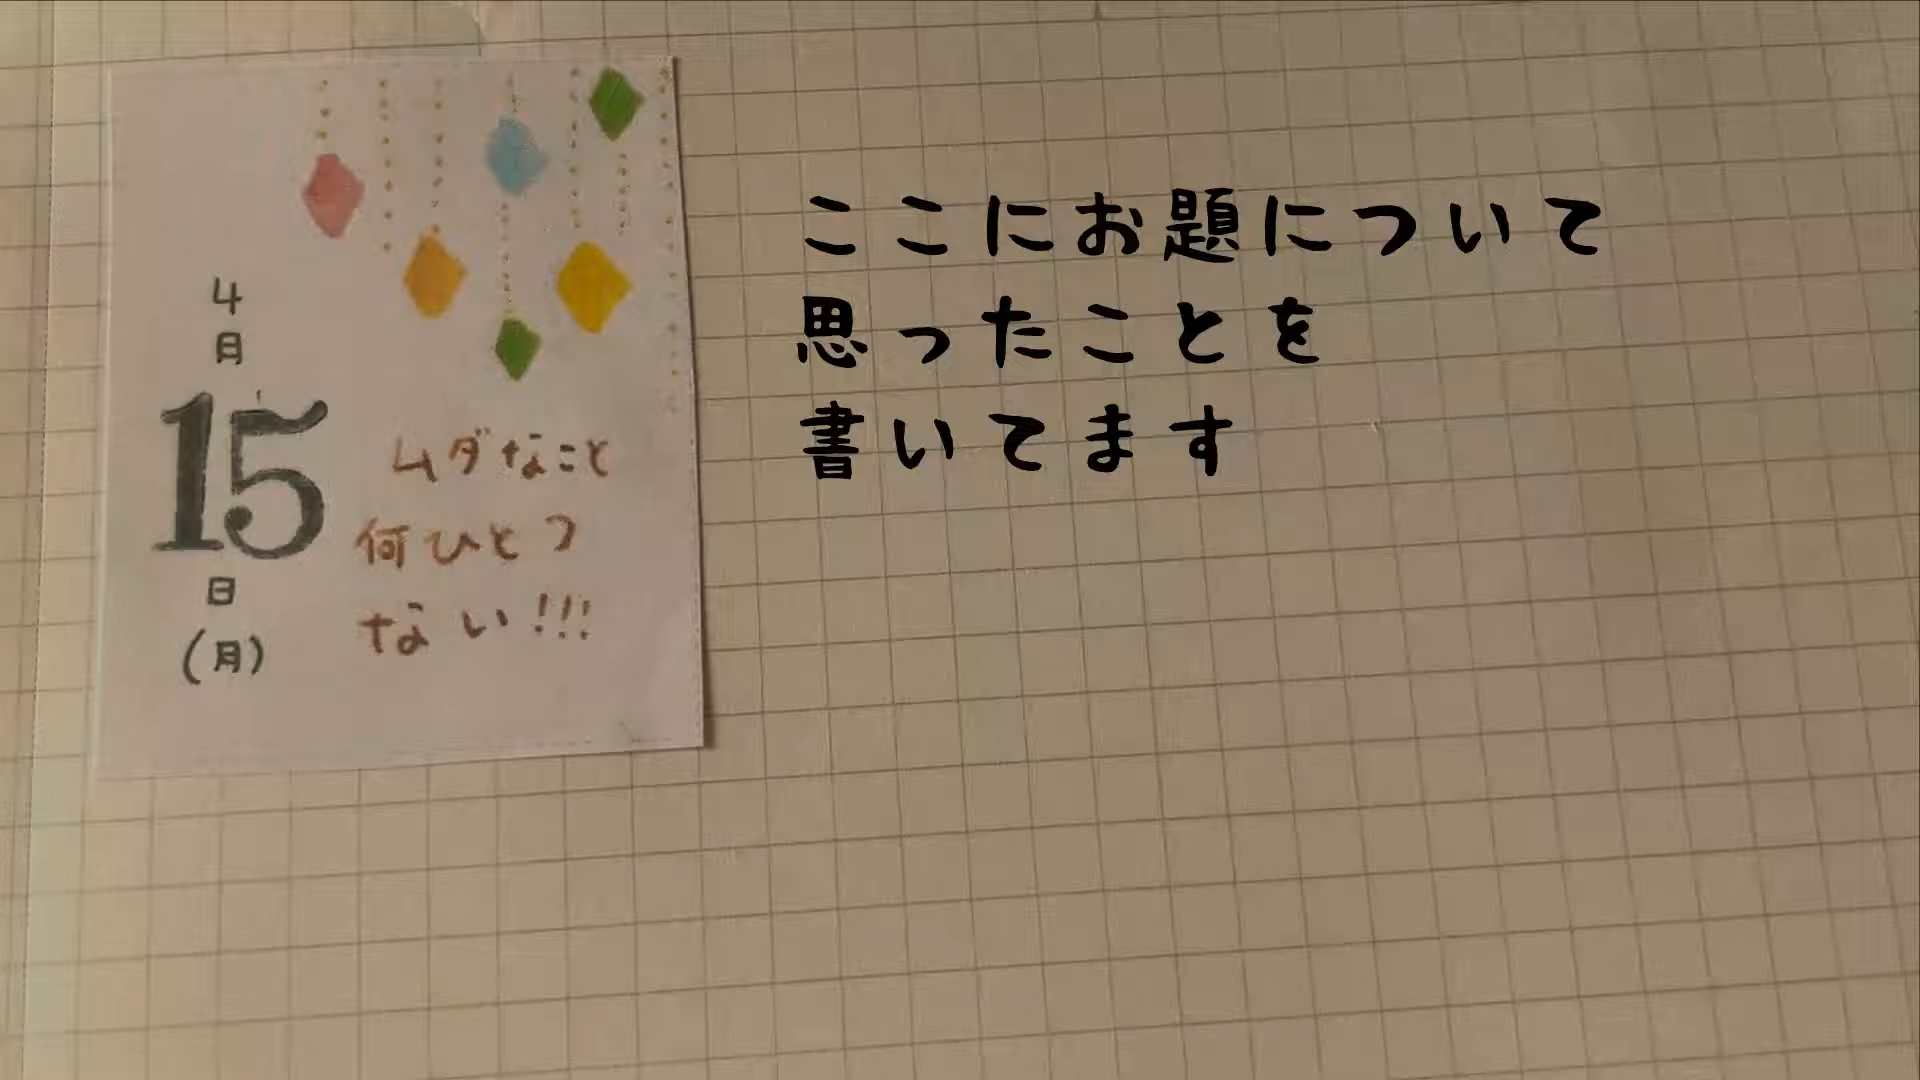 4
日
15
日
(月)
ムダなこと
何ひとつ
ない!!!
ここにお題について
思ったことを
書いてます